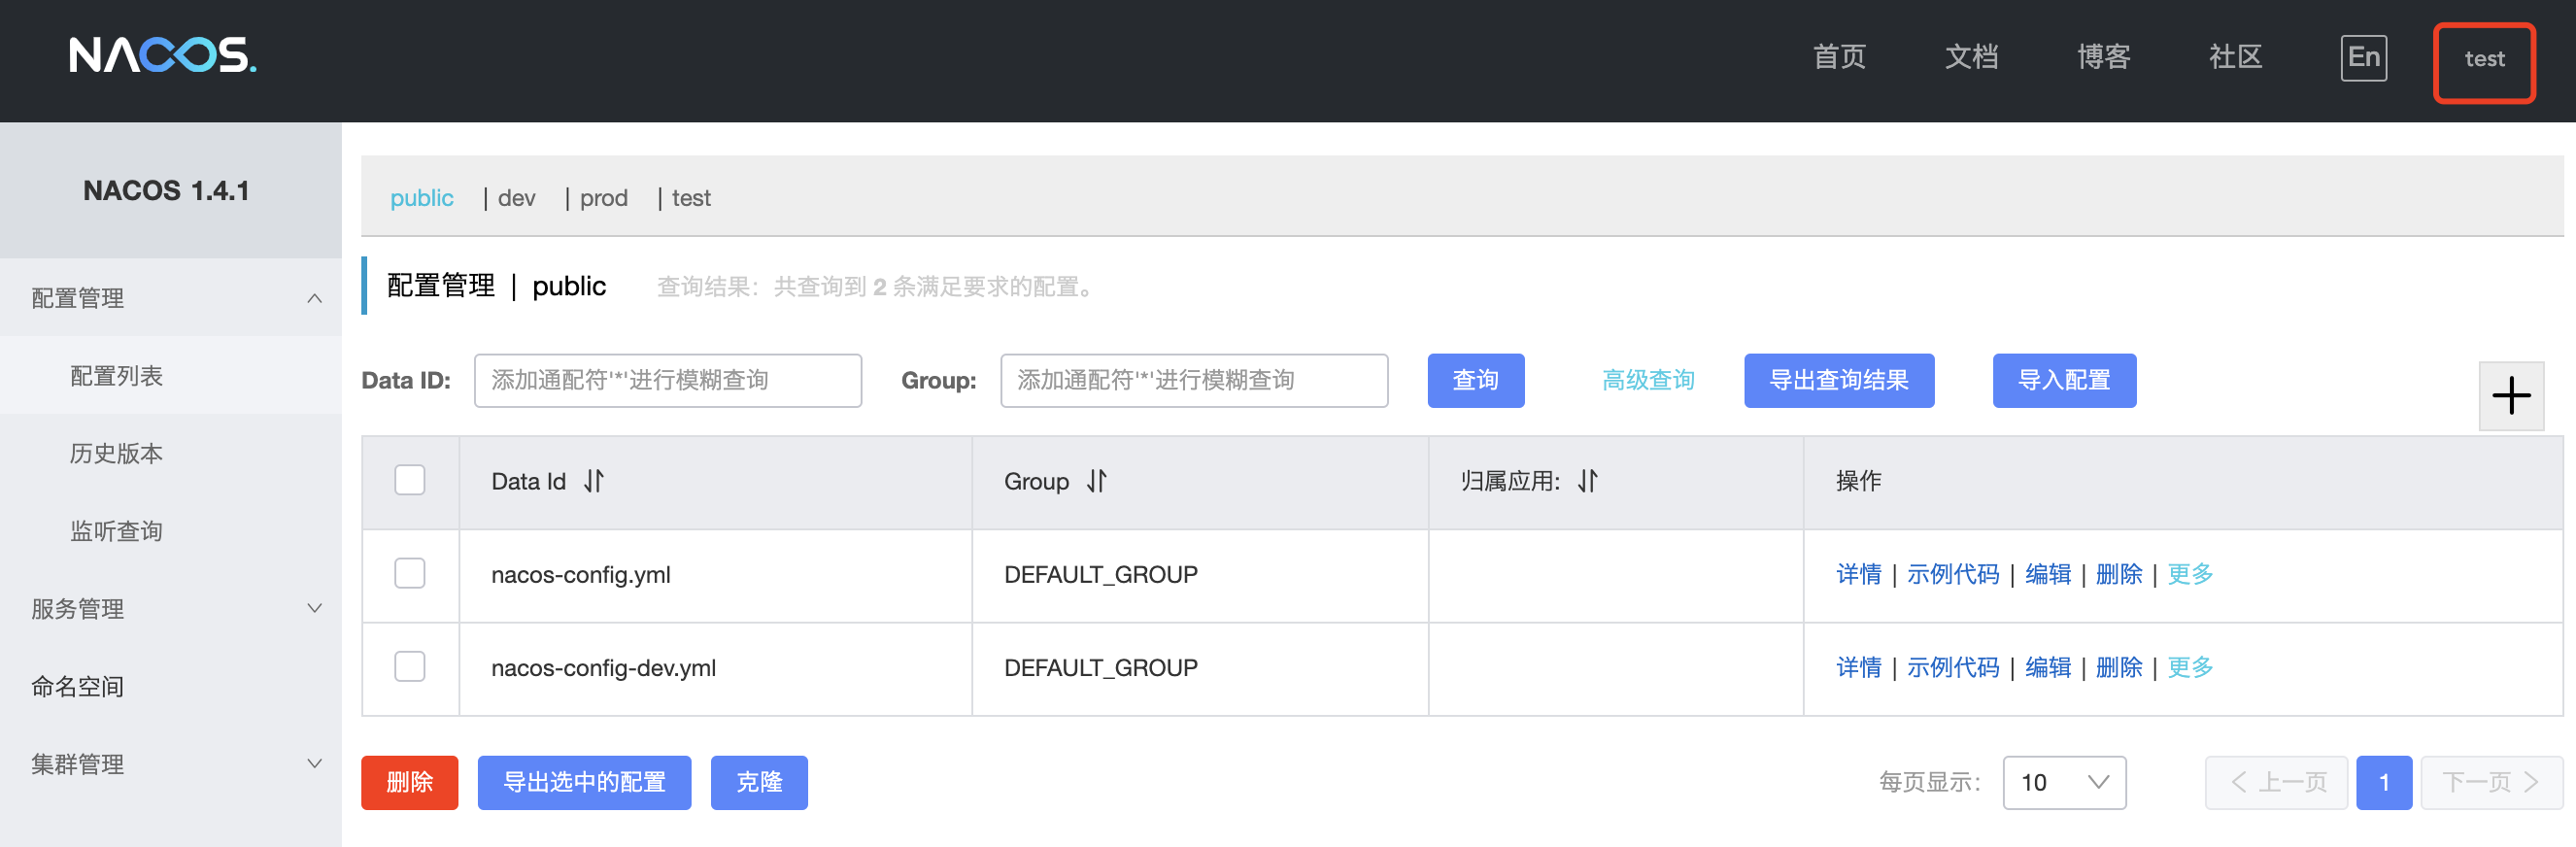 NACOS. 首页 文档 博客 社区 En test
NACOS 1.4.1
配置管理
配置列表
历史版本
监听查询
服务管理
命名空间
集群管理
public | dev | prod | test
配置管理 | public 查询结果：共查询到 2 条满足要求的配置。
Data ID: 添加通配符'*'进行模糊查询 Group: 添加通配符'*'进行模糊查询 查询 高级查询 导出查询结果 导入配置 +
Data Id Group 归属应用: 操作
nacos-config.yml DEFAULT_GROUP 详情 | 示例代码 | 编辑 | 删除 | 更多
nacos-config-dev.yml DEFAULT_GROUP 详情 | 示例代码 | 编辑 | 删除 | 更多
删除 导出选中的配置 克隆 每页显示: 10 上一页 1 下一页